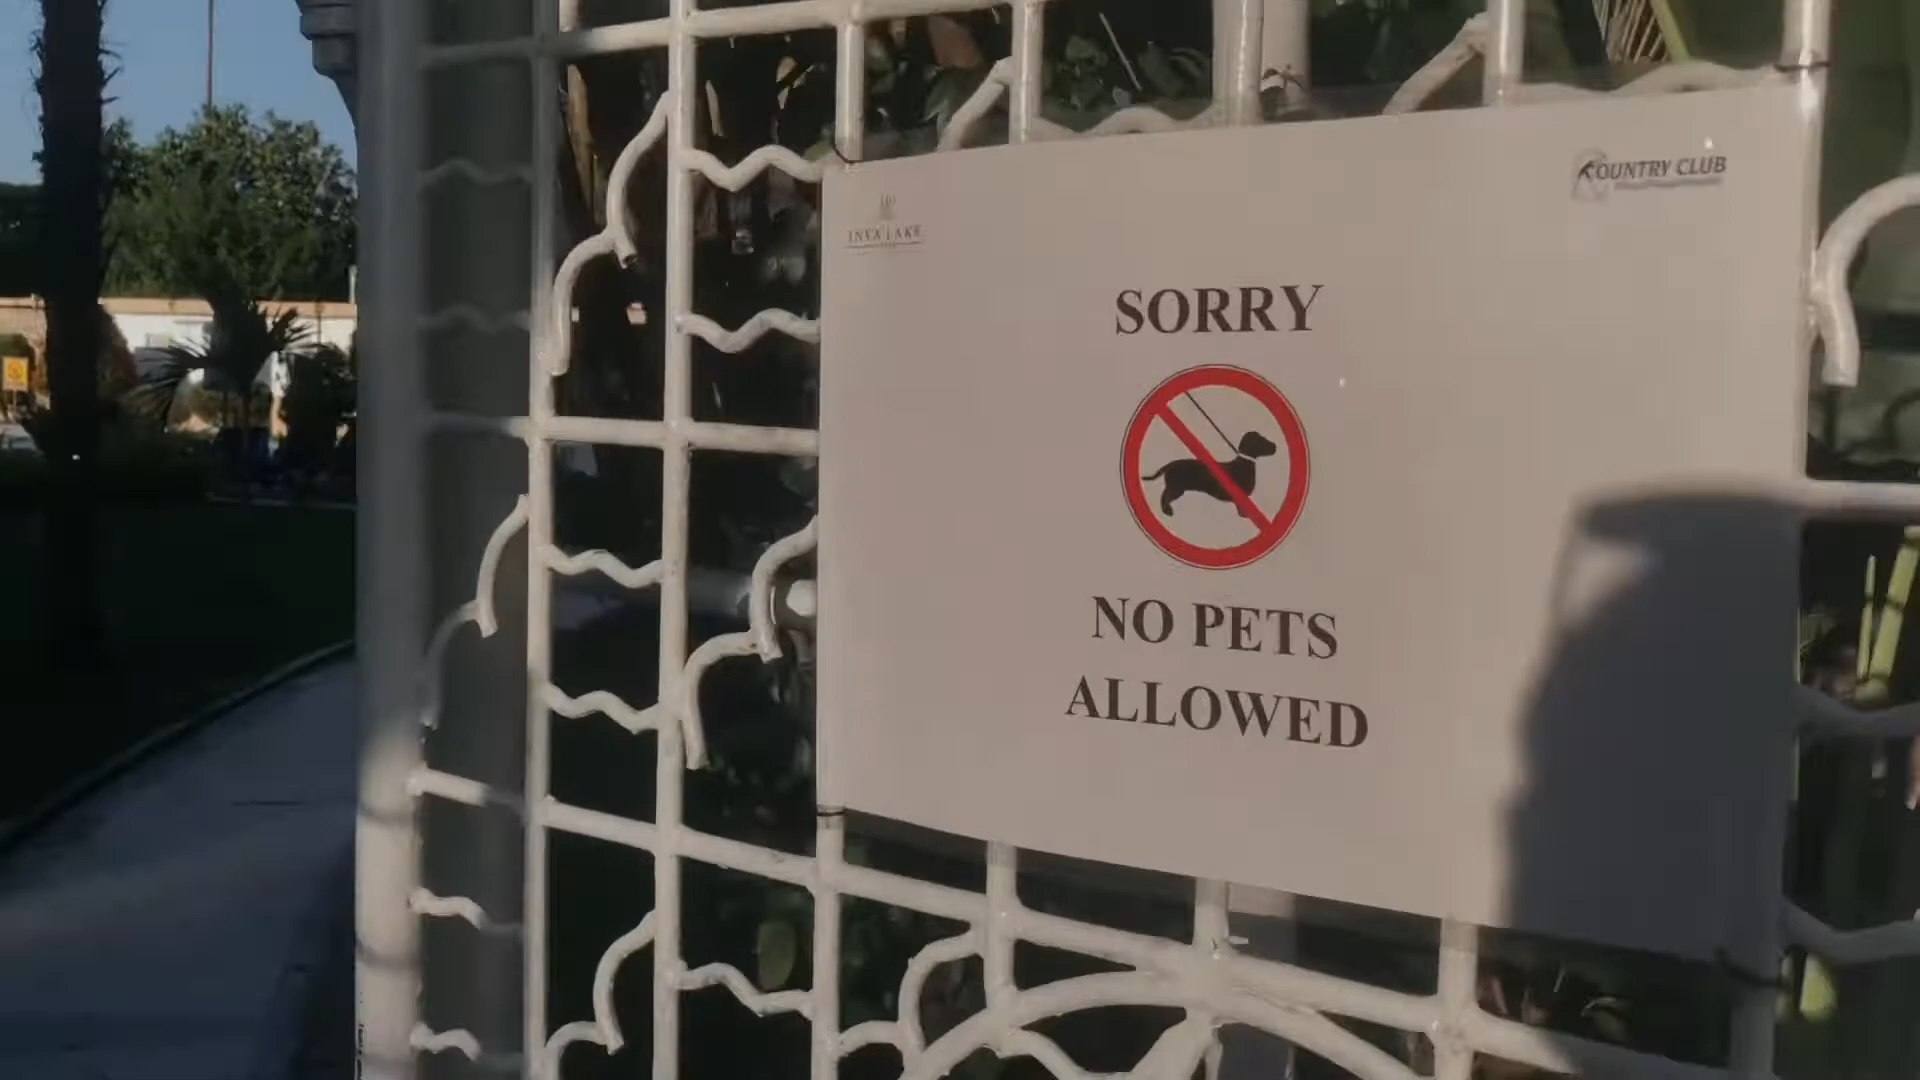 INYA LAKE
COUNTRY CLUB
SORRY
NO PETS
ALLOWED